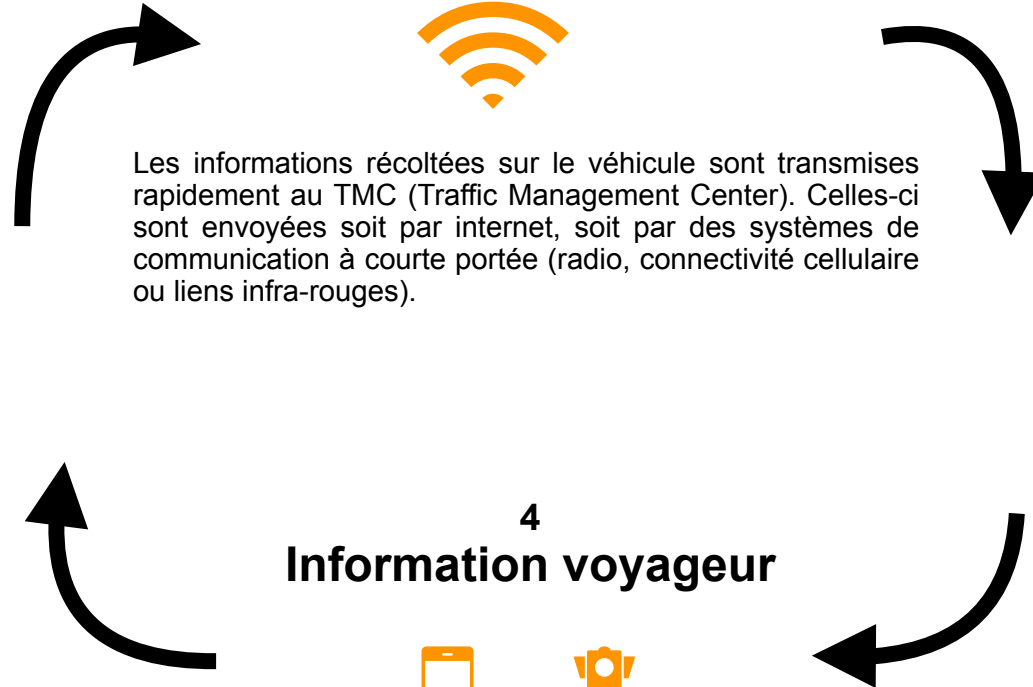 Les informations récoltées sur le véhicule sont transmises
rapidement au TMC (Traffic Management Center). Celles-ci
sont envoyées soit par internet, soit par des systèmes de
communication à courte portée (radio, connectivité cellulaire
ou liens infra-rouges).
4
Information voyageur